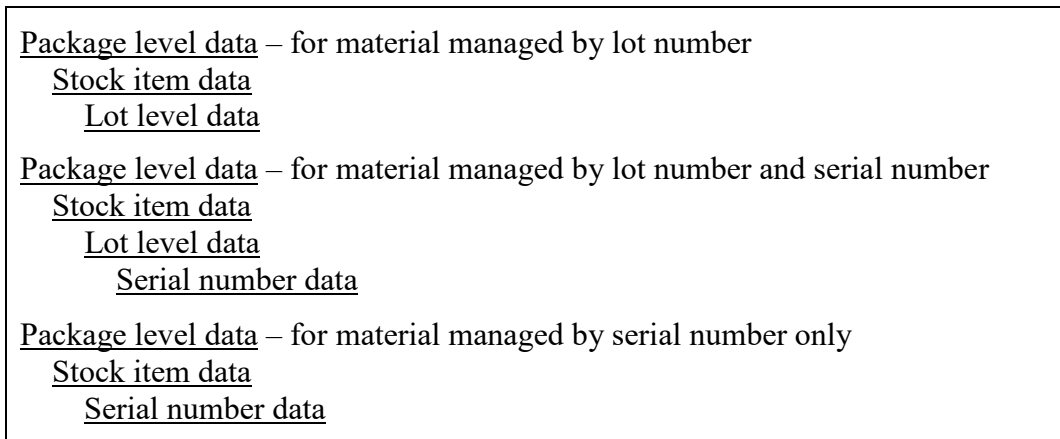 Package level data – for material managed by lot number
Stock item data
Lot level data
Package level data – for material managed by lot number and serial number
Stock item data
Lot level data
Serial number data
Package level data – for material managed by serial number only
Stock item data
Serial number data